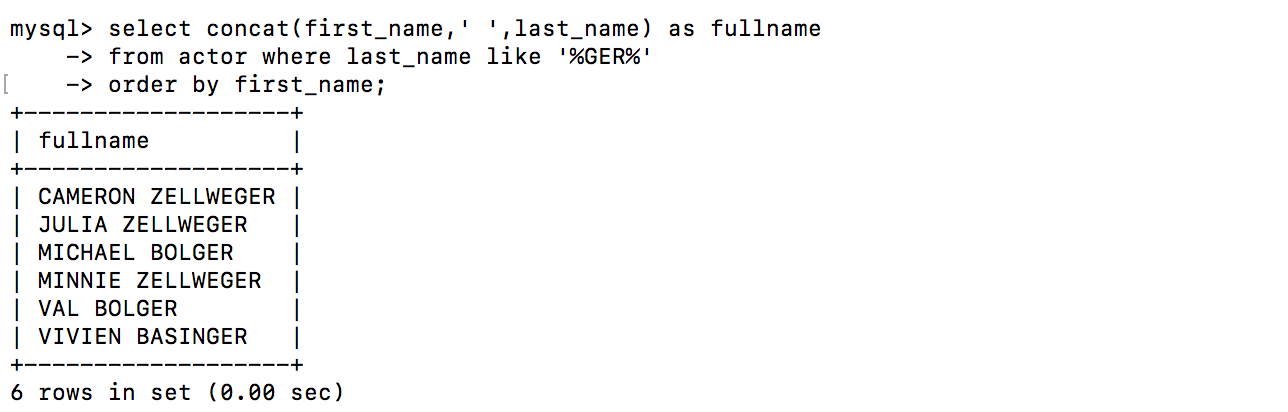 mysql> select concat(first_name,' ',last_name) as fullname
    -> from actor where last_name like '%GER%'
[    -> order by first_name;
+-------------------+
| fullname          |
+-------------------+
| CAMERON ZELLWEGER |
| JULIA ZELLWEGER   |
| MICHAEL BOLGER    |
| MINNIE ZELLWEGER  |
| VAL BOLGER        |
| VIVIEN BASINGER   |
+-------------------+
6 rows in set (0.00 sec)